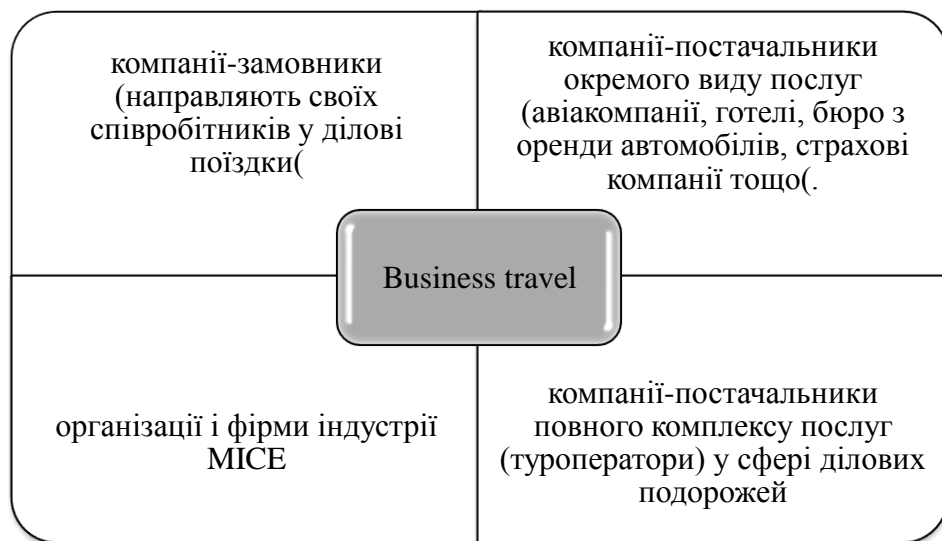 компанії-замовники
(направляють своїх
співробітників у ділові
поїздки(
компанії-постачальники
окремого виду послуг
(авіакомпанії, готелі, бюро з
оренди автомобілів, страхові
компанії тощо(.
Business travel
організації і фірми індустрії
MICE
компанії-постачальники
повного комплексу послуг
(туроператори) у сфері ділових
подорожей